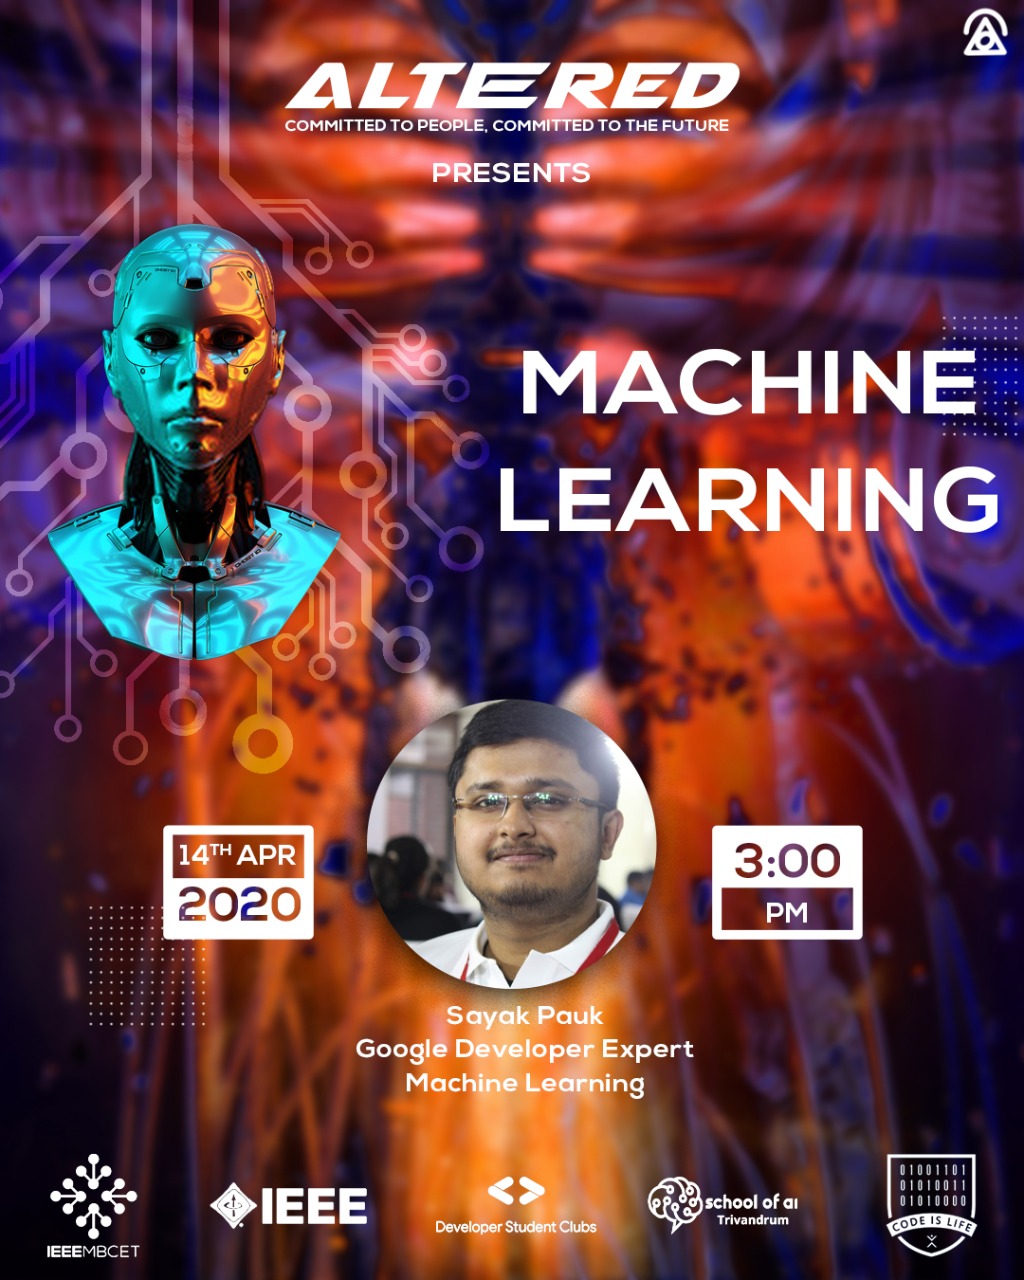 ALTERED
COMMITTED TO PEOPLE, COMMITTED TO THE FUTURE
PRESENTS
MACHINE
LEARNING
14TH APR
2020
3:00
PM
Sayak Pauk
Google Developer Expert
Machine Learning
IEEEMBCET
IEEE
Developer Student Clubs
school of ai
Trivandrum
01001101
01010011
01010000
CODE IS LIFE